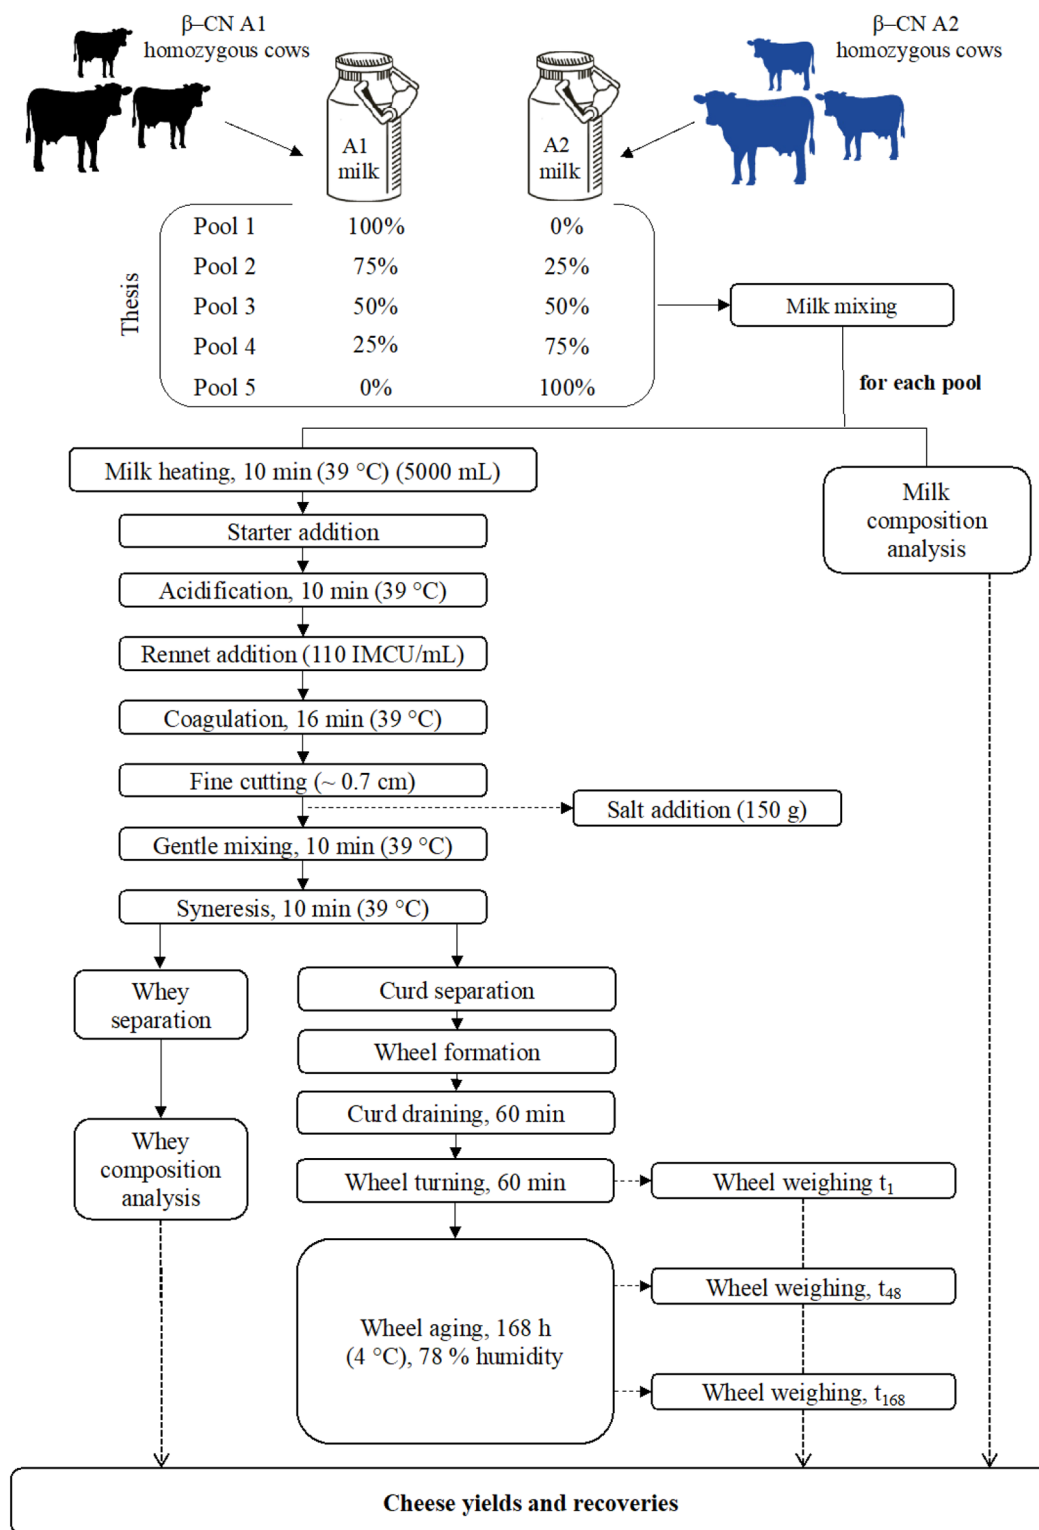 β–CN A1
homozygous cows
β–CN A2
homozygous cows
A1
milk
A2
milk
Thesis
Pool 1 100% 0%
Pool 2 75% 25%
Pool 3 50% 50%
Pool 4 25% 75%
Pool 5 0% 100%
Milk mixing
for each pool
Milk heating, 10 min (39 °C) (5000 mL)
Milk
composition
analysis
Starter addition
Acidification, 10 min (39 °C)
Rennet addition (110 IMCU/mL)
Coagulation, 16 min (39 °C)
Fine cutting (~ 0.7 cm)
Salt addition (150 g)
Gentle mixing, 10 min (39 °C)
Syneresis, 10 min (39 °C)
Whey
separation
Curd separation
Wheel formation
Curd draining, 60 min
Whey
composition
analysis
Wheel turning, 60 min
Wheel weighing t₁
Wheel weighing, t₄₈
Wheel aging, 168 h
(4 °C), 78 % humidity
Wheel weighing, t₁₆₈
Cheese yields and recoveries